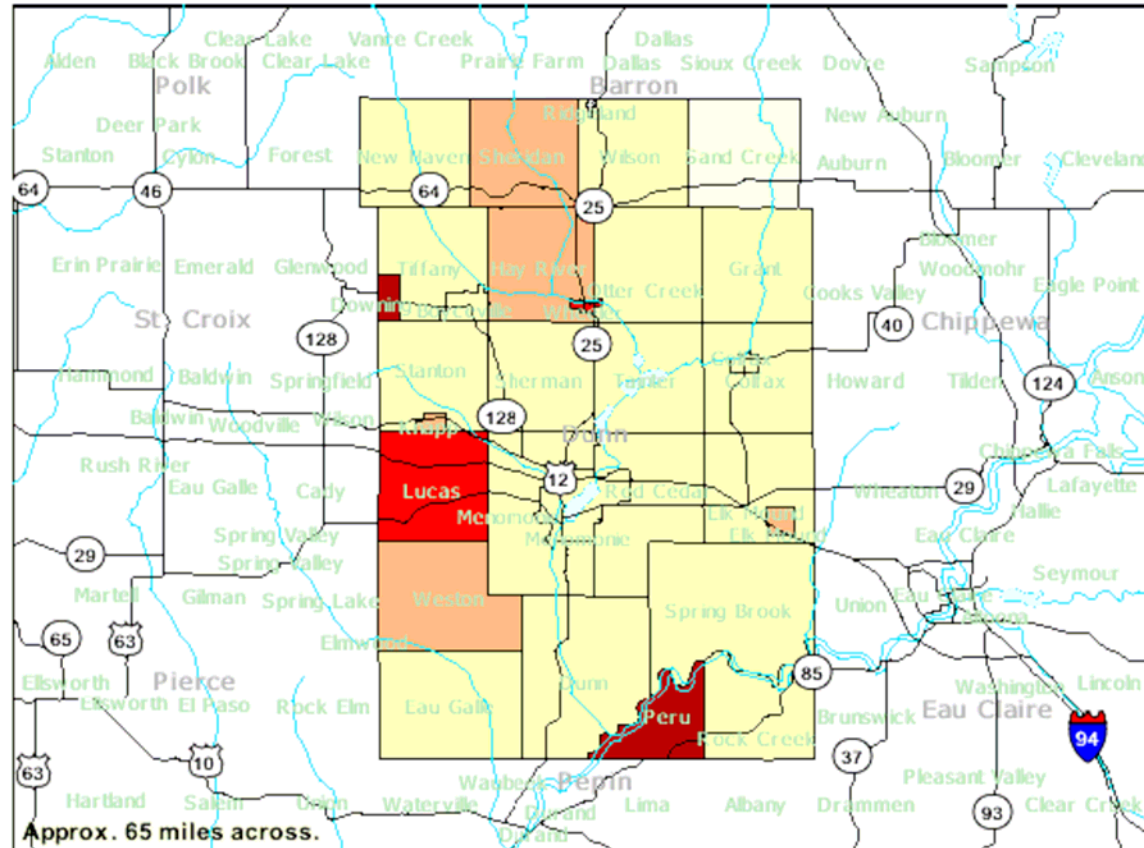 Clear Lake Vance Creek Dallas
Alden Black Brook Clear Lake Prairie Farm Dallas Sioux Creek Dovre Sampson
Polk Barron
Ridgeland New Auburn
Deer Park
Stanton Cylon Forest New Haven Sheridan Wilson Sand Creek Auburn Bloomer Cleveland
64 46 64 25
Bloomer
Erin Prairie Emerald Glenwood Tiffany Hay River Grant Woodmohr Eagle Point
Otter Creek Cooks Valley
Downing Boyceville Wheeler
St. Croix 128 25 40 Chippewa
Colfax
Hammond Baldwin Springfield Stanton Sherman Tainter Colfax Howard Tilden 124 Anson
Baldwin Woodville Wilson Knapp 128 Dunn
Chippewa Falls
Rush River Eau Galle Cady Lucas 12 Red Cedar Wheaton 29 Lafayette
Hallie
Menomonie Elk Mound
Spring Valley Menomonie Elk Mound Eau Claire
29 Spring Valley
Seymour
Martell Gilman Spring Lake Weston Spring Brook Union Eau Claire
Altoona
65 63 Elmwood
Ellsworth Pierce 85 Washington Lincoln
Ellsworth El Paso Rock Elm Eau Galle Dunn Peru Brunswick Eau Claire
Rock Creek 94
63 10 37
Waubeek Pepin Pleasant Valley
Hartland Salem Union Waterville Durand Lima Albany Drammen 93 Clear Creek
Durand
Approx. 65 miles across.